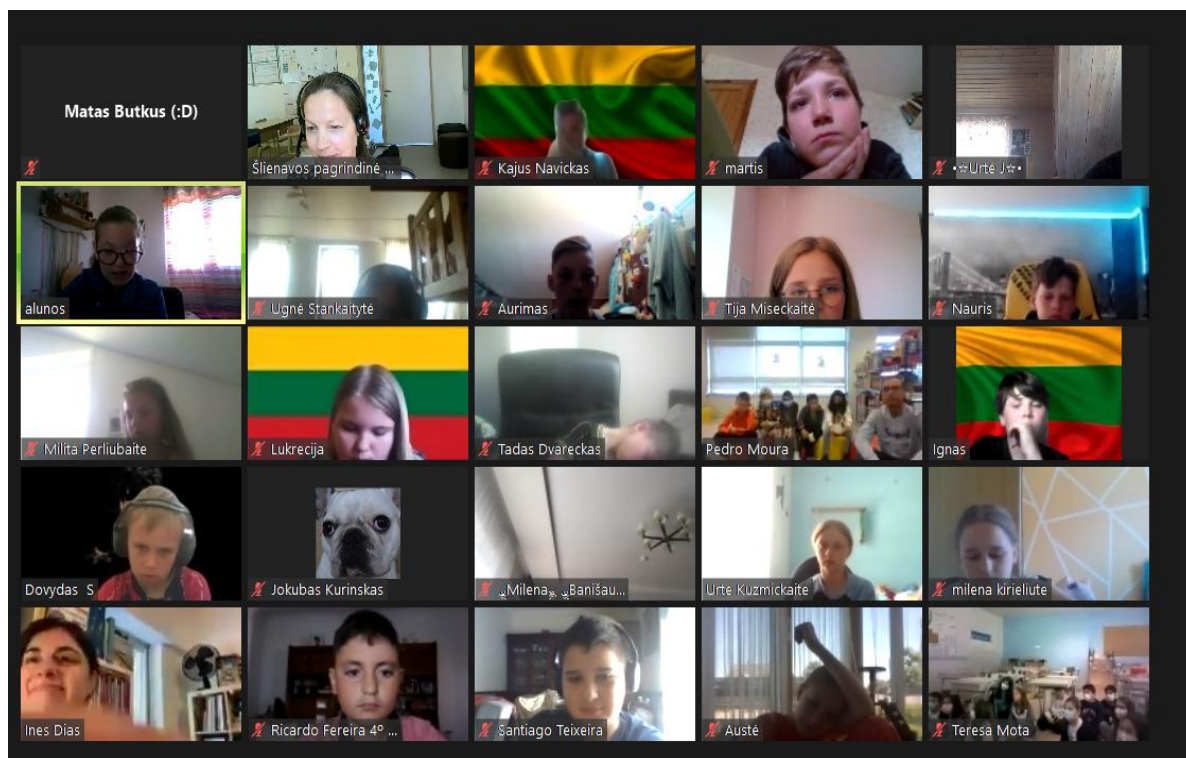 Matas Butkus (:D)
Šlienavos pagrindinė ...
Kajus Navickas
martis
•☆Urtė J☆•
alunos
Ugnė Stankaitytė
Aurimas
Tija Miseckaitė
Nauris
Milita Perliubaite
Lukrecija
Tadas Dvareckas
Pedro Moura
Ignas
Dovydas S
Jokubas Kurinskas
Milena Banišau...
Urtė Kuzmickaite
milena kirieliute
Ines Dias
Ricardo Fereira 4º ...
Santiago Teixeira
Austė
Teresa Mota